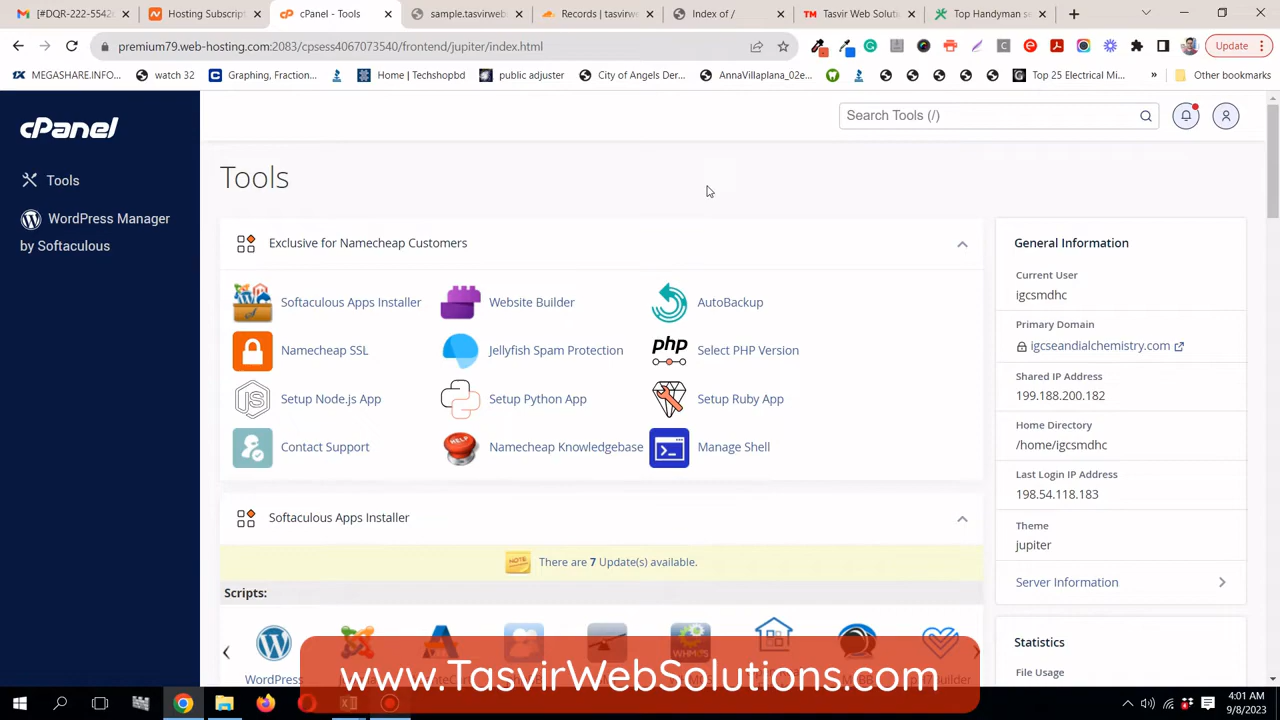 [#DQR-222-5542
Hosting Subscript
cPanel - Tools
sample.tasvirweb
Records | tasvirw
Index of /
Tasvir Web Solut
Top Handyman se
premium79.web-hosting.com:2083/
/frontend/jupiter/index.html
Update
MEGASHARE.INFO...
watch 32
Graphing, Fraction...
Home | Techshopbd
public adjuster
City of Angels Der...
AnnaVillaplana_02e...
Top 25 Electrical Mi...
»
Other bookmarks
cPanel
Search Tools (/)
Tools
WordPress Manager
by Softaculous
Tools
Exclusive for Namecheap Customers
Softaculous Apps Installer
Website Builder
AutoBackup
Namecheap SSL
Jellyfish Spam Protection
php
Select PHP Version
Setup Node.js App
Setup Python App
Setup Ruby App
Contact Support
HELP
Namecheap Knowledgebase
Manage Shell
General Information
Current User
igcsmdhc
Primary Domain
igcseandialchemistry.com
Shared IP Address
199.188.200.182
Home Directory
/home/igcsmdhc
Last Login IP Address
198.54.118.183
Theme
jupiter
Server Information
Softaculous Apps Installer
NOTE
There are 7 Update(s) available.
Scripts:
WordPress
Statistics
File Usage
www.TasvirWebSolutions.com
4:01 AM
9/8/2023